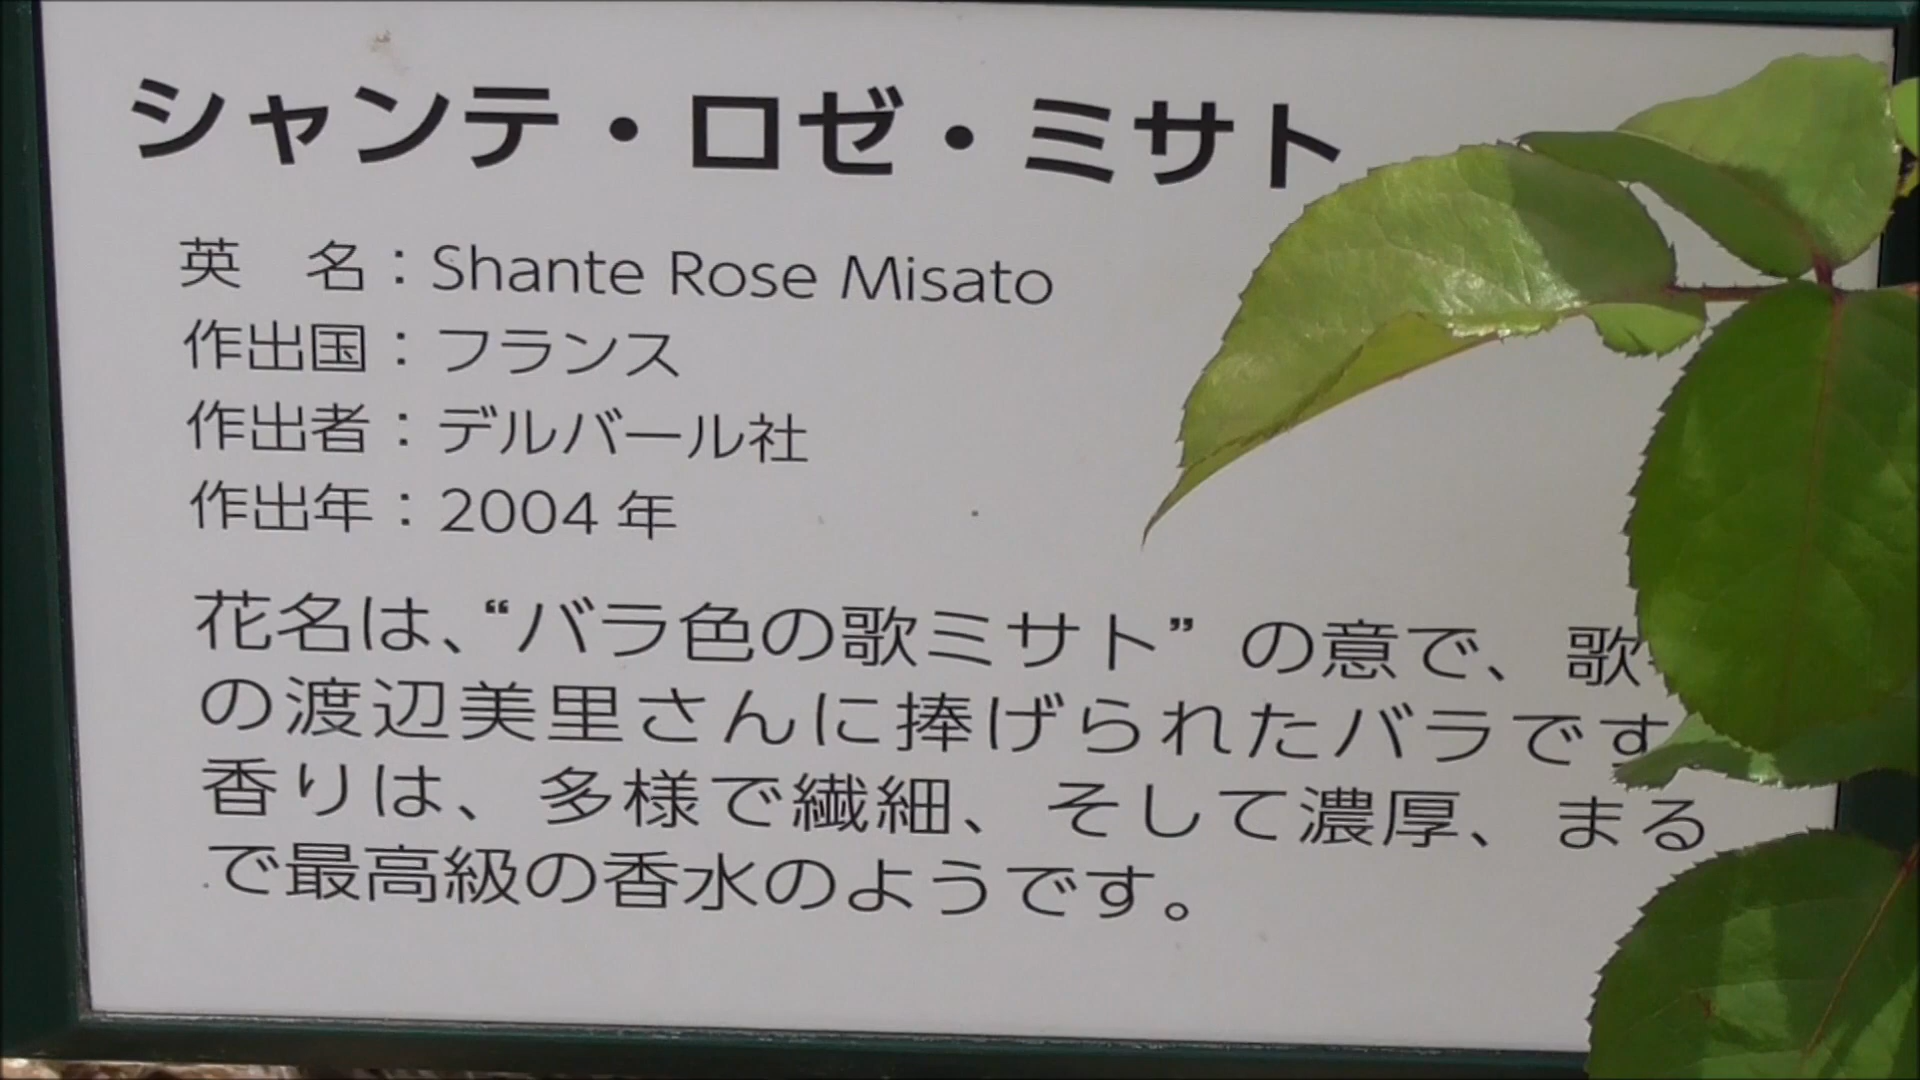 シャンテ・ロゼ・ミサト
英　名：Shante Rose Misato
作出国：フランス
作出者：デルバール社
作出年：2004 年
花名は、“バラ色の歌ミサト”の意で、歌
の渡辺美里さんに捧げられたバラです
香りは、多様で繊細、そして濃厚、まる
で最高級の香水のようです。